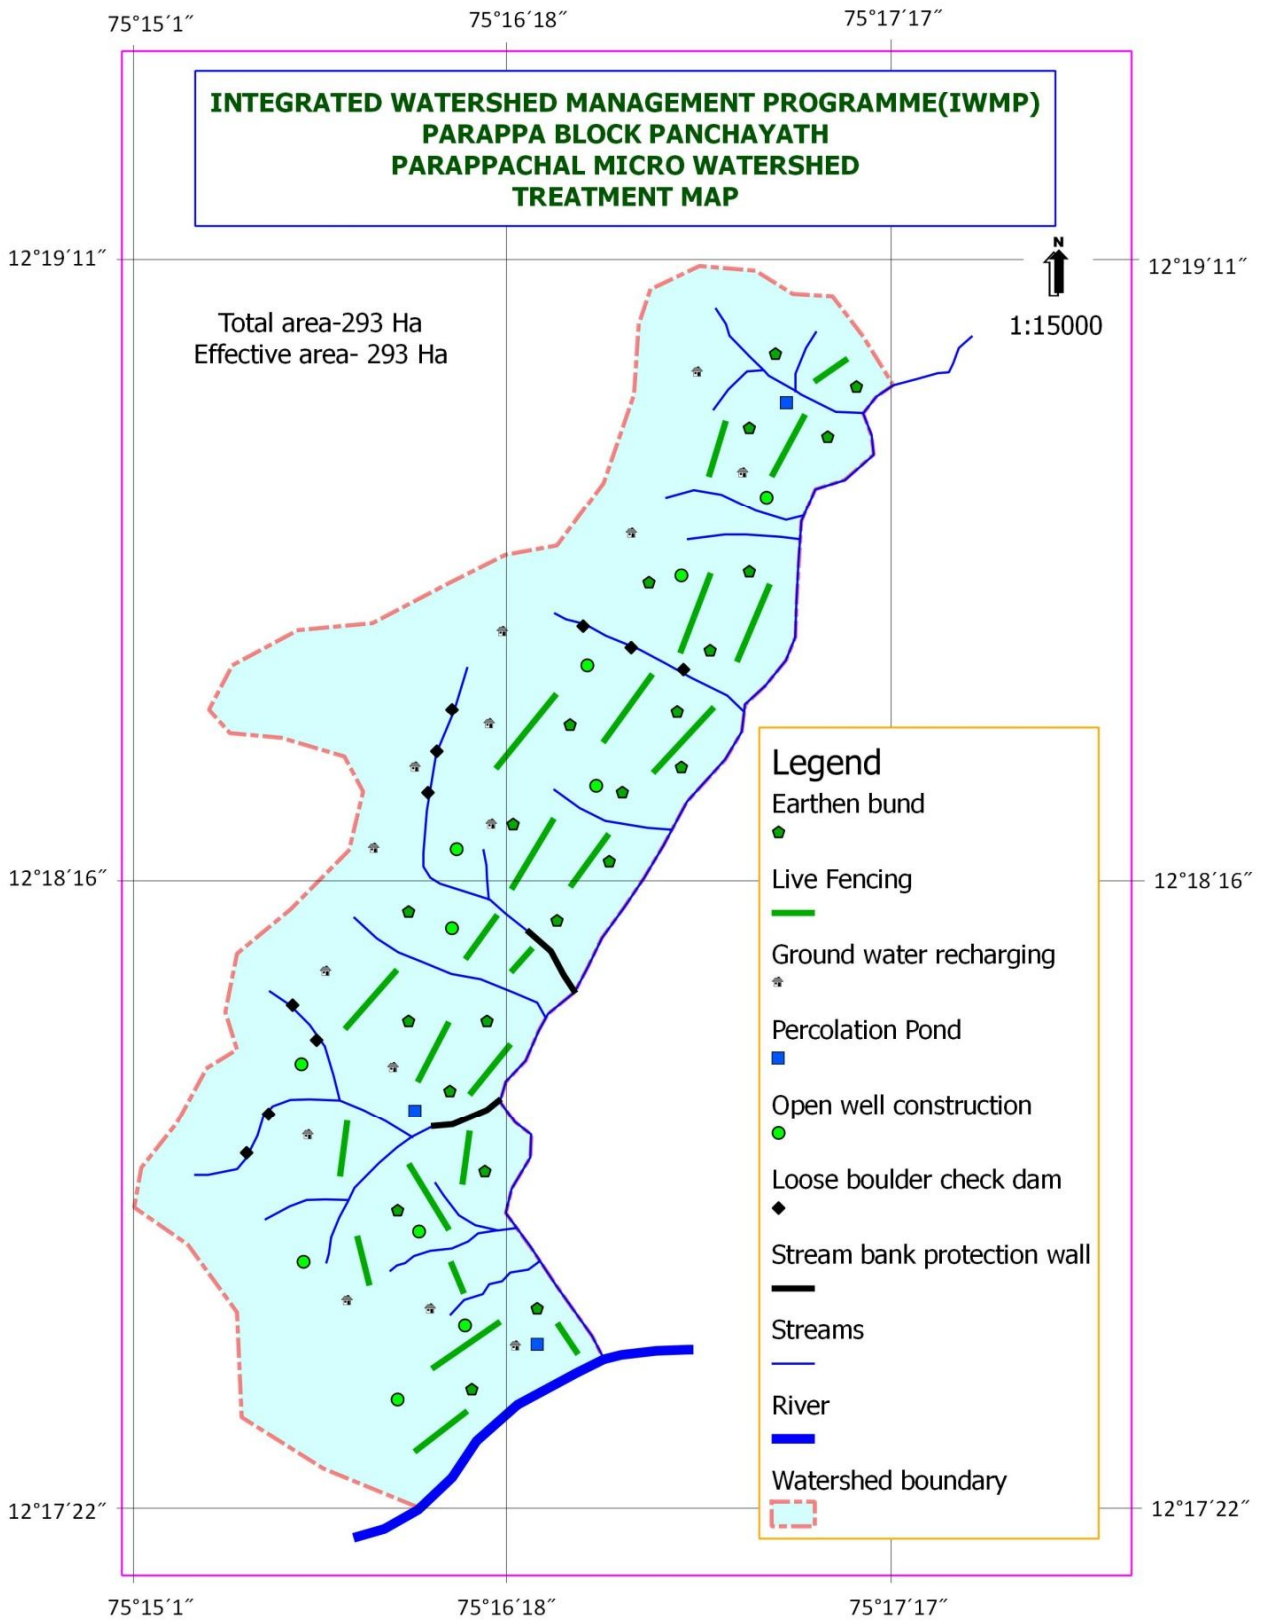 75°15′1″
75°16′18″
75°17′17″
INTEGRATED WATERSHED MANAGEMENT PROGRAMME(IWMP)
PARAPPA BLOCK PANCHAYATH
PARAPPACHAL MICRO WATERSHED
TREATMENT MAP
12°19′11″
N
12°19′11″
1:15000
Total area-293 Ha
Effective area- 293 Ha
Legend
Earthen bund
Live Fencing
Ground water recharging
Percolation Pond
Open well construction
Loose boulder check dam
Stream bank protection wall
Streams
River
Watershed boundary
12°18′16″
12°18′16″
12°17′22″
12°17′22″
75°15′1″
75°16′18″
75°17′17″